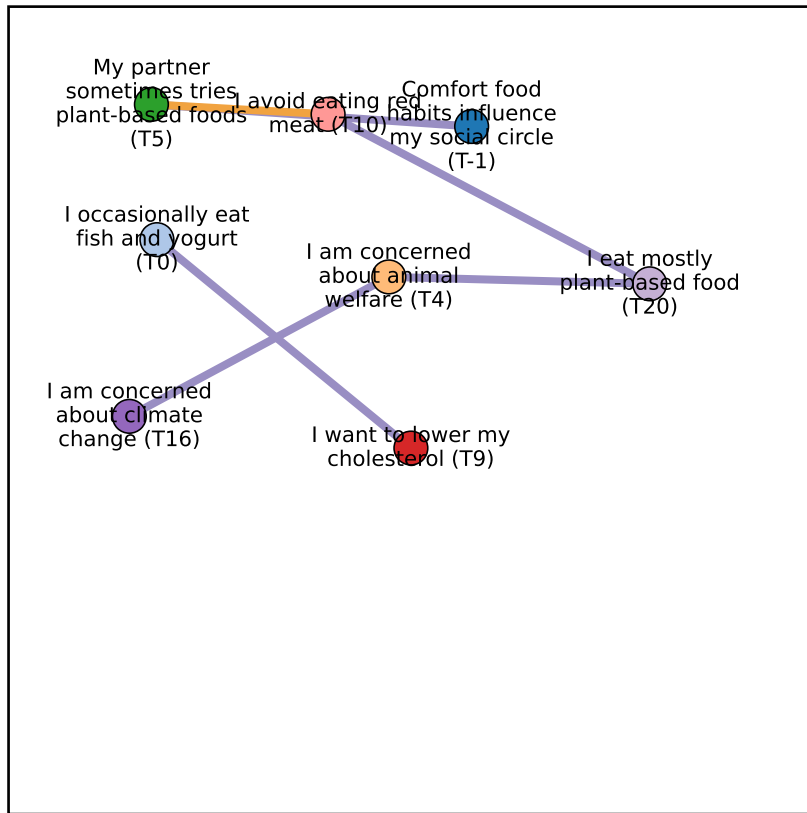 My partner
sometimes tries
plant-based foods
(T5)
I avoid eating red
meat (T10)
Comfort food
habits influence
my social circle
(T-1)
I occasionally eat
fish and yogurt
(T0)
I am concerned
about animal
welfare (T4)
I eat mostly
plant-based food
(T20)
I am concerned
about climate
change (T16)
I want to lower my
cholesterol (T9)